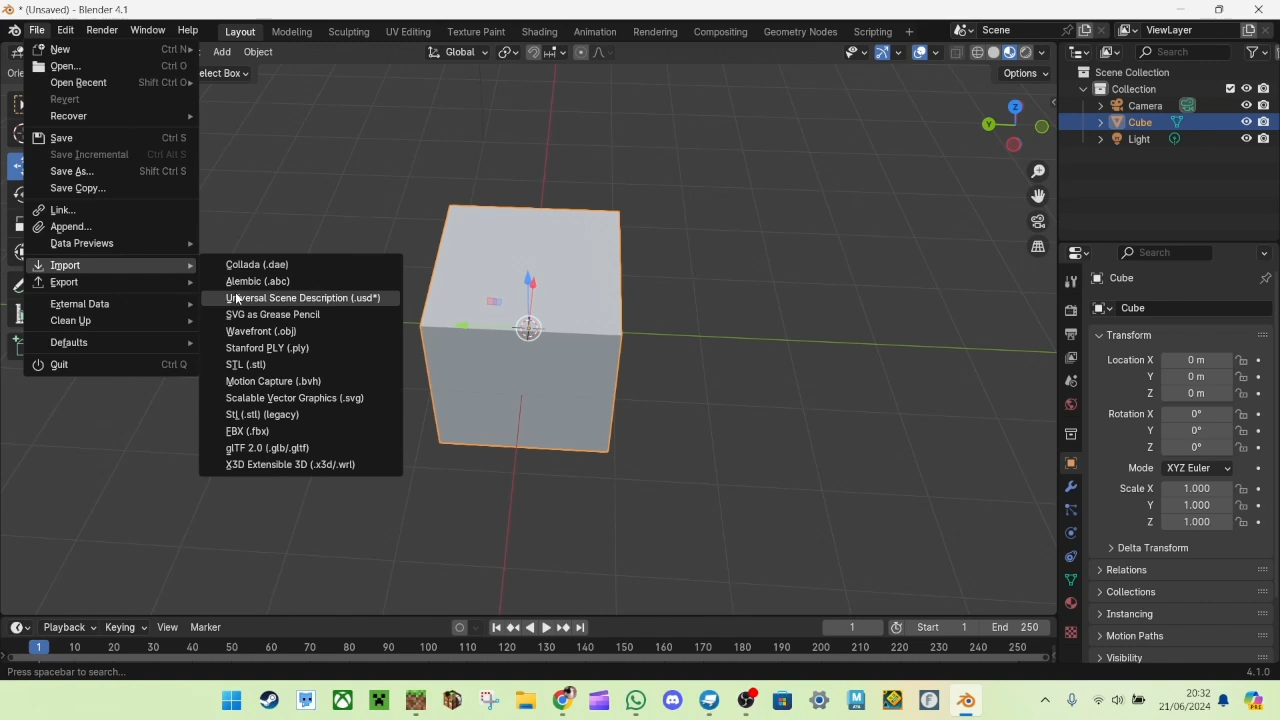 * (Unsaved) - Blender 4.1
File Edit Render Window Help Layout Modeling Sculpting UV Editing Texture Paint Shading Animation Rendering Compositing Geometry Nodes Scripting + Scene ViewLayer
Add Object Global Search
elect Box Options
New Ctrl N
Open... Ctrl O
Open Recent Shift Ctrl O
Revert
Recover
Save Ctrl S
Save Incremental Ctrl Alt S
Save As... Shift Ctrl S
Save Copy...
Link...
Append...
Data Previews
Import
Export
External Data
Clean Up
Defaults
Quit Ctrl Q
Collada (.dae)
Alembic (.abc)
Universal Scene Description (.usd*)
SVG as Grease Pencil
Wavefront (.obj)
Stanford PLY (.ply)
STL (.stl)
Motion Capture (.bvh)
Scalable Vector Graphics (.svg)
Stl (.stl) (legacy)
FBX (.fbx)
glTF 2.0 (.glb/.gltf)
X3D Extensible 3D (.x3d/.wrl)
Z
Y
Scene Collection
Collection
Camera
Cube
Light
Search
Cube
Cube
Transform
Location X 0 m
Y 0 m
Z 0 m
Rotation X 0°
Y 0°
Z 0°
Mode XYZ Euler
Scale X 1.000
Y 1.000
Z 1.000
Delta Transform
Relations
Collections
Instancing
Motion Paths
Visibility
Playback Keying View Marker 1 Start 1 End 250
1 10 20 30 40 50 60 70 80 90 100 110 120 130 140 150 160 170 180 190 200 210 220 230 240 250
Press spacebar to search... 4.1.0
20:32
21/06/2024